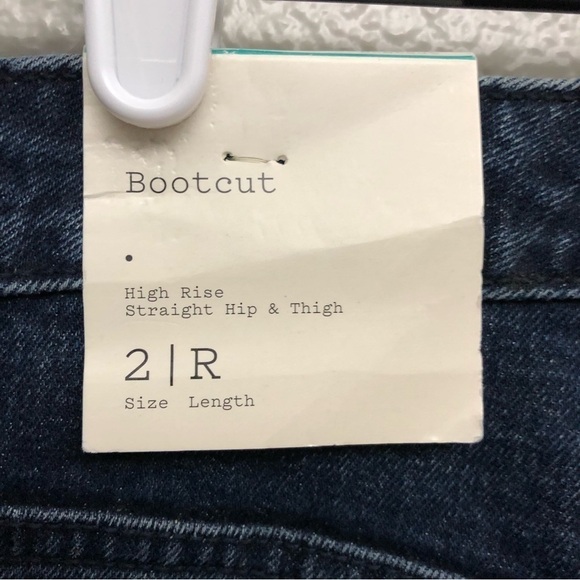 Bootcut
•
High Rise
Straight Hip & Thigh
2|R
Size Length